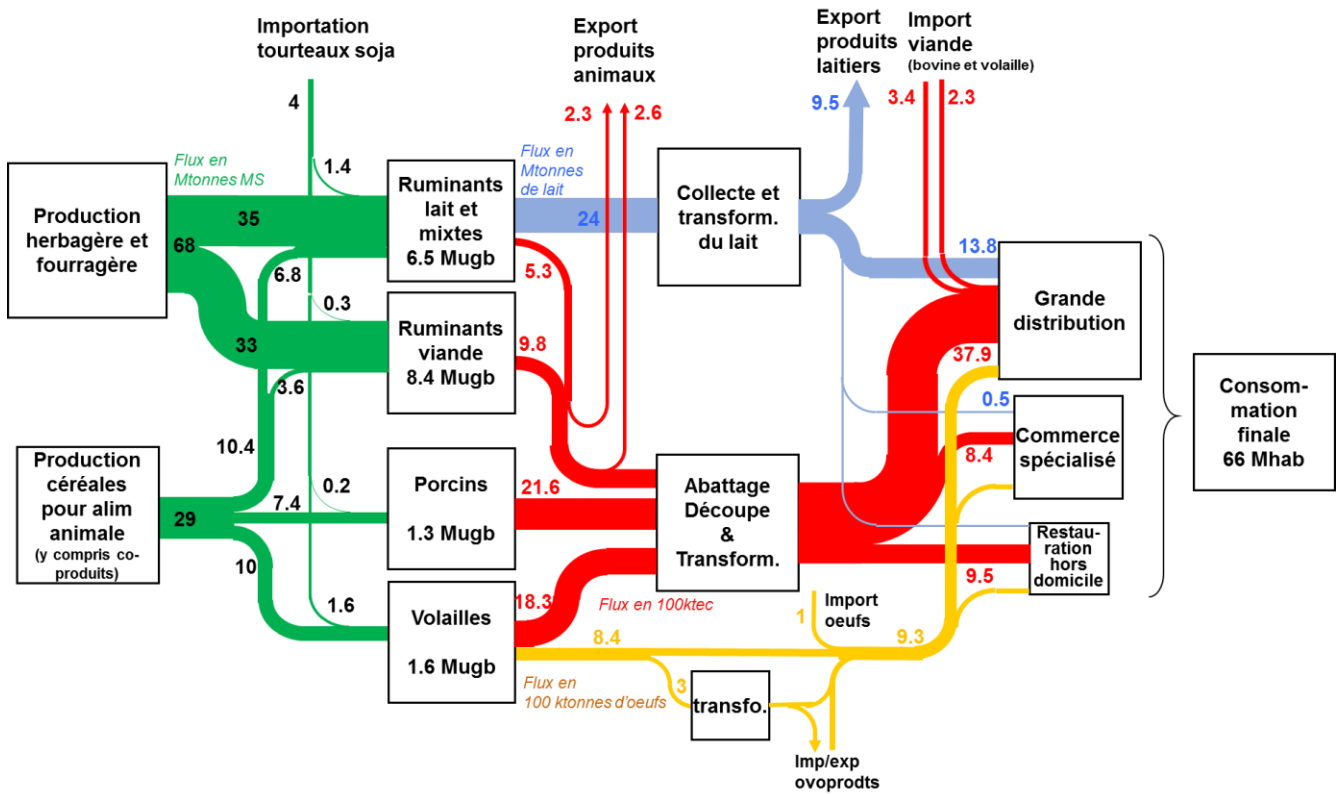 Importation
tourteaux soja
4
Export
produits
animaux
2.3
2.6
Export
produits
laitiers
9.5
Import
viande
(bovine et volaille)
3.4
2.3
Flux en
Mtonnes MS
1.4
Production
herbagère et
fourragère
68
35
6.8
0.3
33
3.6
Ruminants
lait et
mixtes
6.5 Mugb
Flux en
Mtonnes
de lait
24
5.3
Collecte et
transform.
du lait
13.8
Grande
distribution
37.9
Ruminants
viande
8.4 Mugb
9.8
0.5
Commerce
spécialisé
8.4
Consom-
mation
finale
66 Mhab
Production
céréales
pour alim
animale
(y compris co-
produits)
29
10.4
7.4
0.2
10
1.6
Porcins
1.3 Mugb
21.6
Abattage
Découpe
&
Transform.
Restau-
ration
hors
domicile
9.5
Volailles
1.6 Mugb
18.3
Flux en 100ktec
8.4
1
Import
oeufs
9.3
Flux en
100 ktonnes d'oeufs
3
transfo.
Imp/exp
ovoprodts